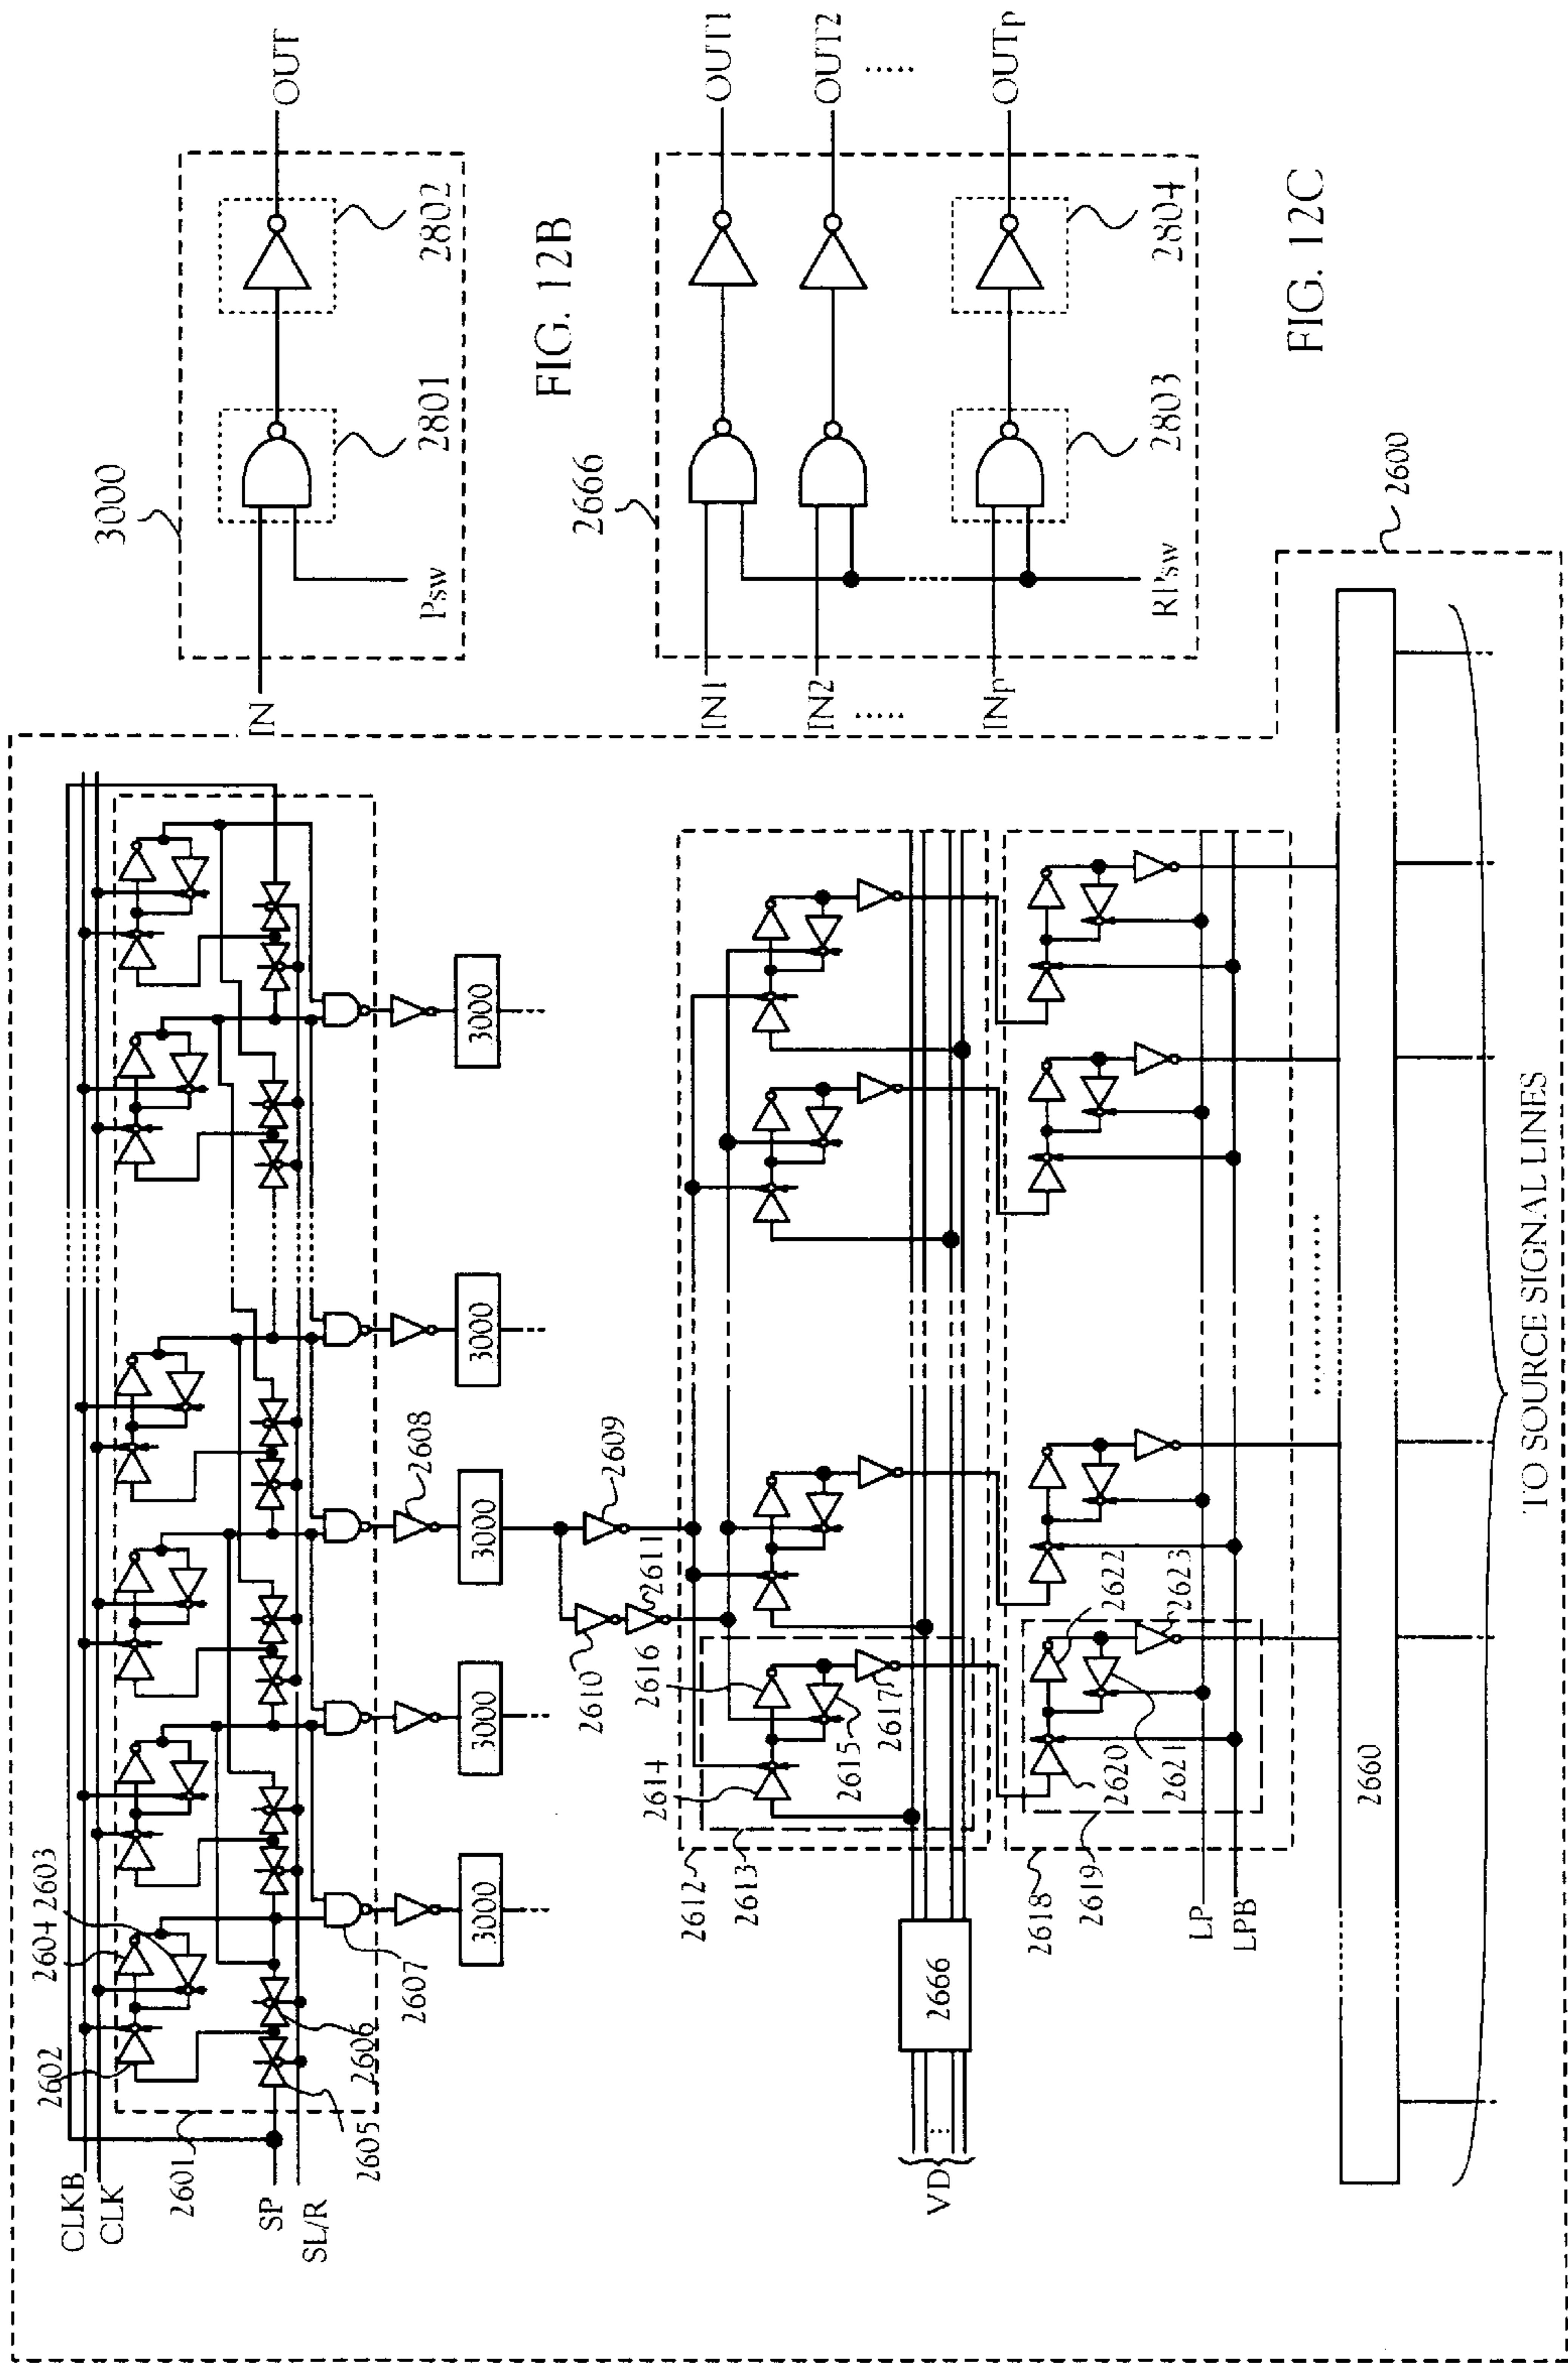 CLKB
CLK
2601
SP
SL/R
2602
2604
2603
2605
2606
2607
3000
3000
3000
3000
3000
2608
2609
2610
2611
2612
2613
2614
2616
2615
2617
2666
VD
2618
2619
LP
LPB
2620
2621
2622
2623
2660
2600
TO SOURCE SIGNAL LINES
3000
IN
Psw
2801
2802
OUT
FIG. 12B
2666
IN1
IN2
INp
RPsw
2803
2804
OUT1
OUT2
OUTp
FIG. 12C